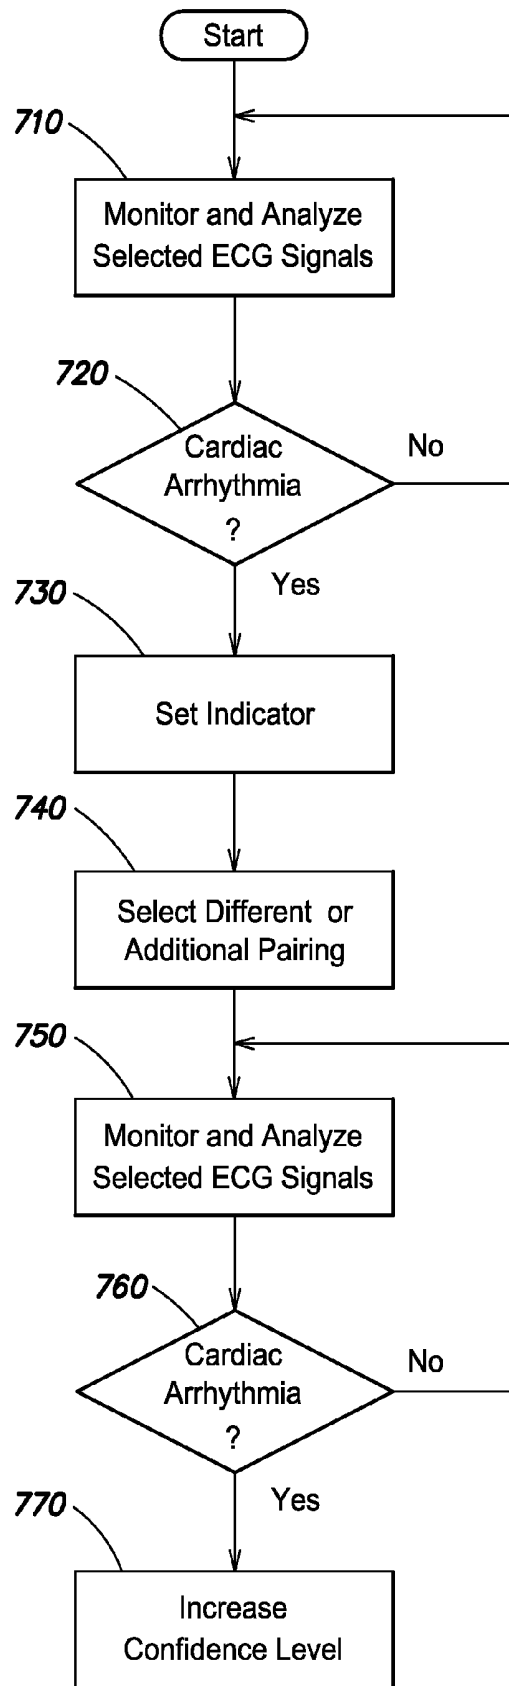 Start
710
Monitor and Analyze
Selected ECG Signals
720
Cardiac
Arrhythmia
?
No
Yes
730
Set Indicator
740
Select Different or
Additional Pairing
750
Monitor and Analyze
Selected ECG Signals
760
Cardiac
Arrhythmia
?
No
Yes
770
Increase
Confidence Level